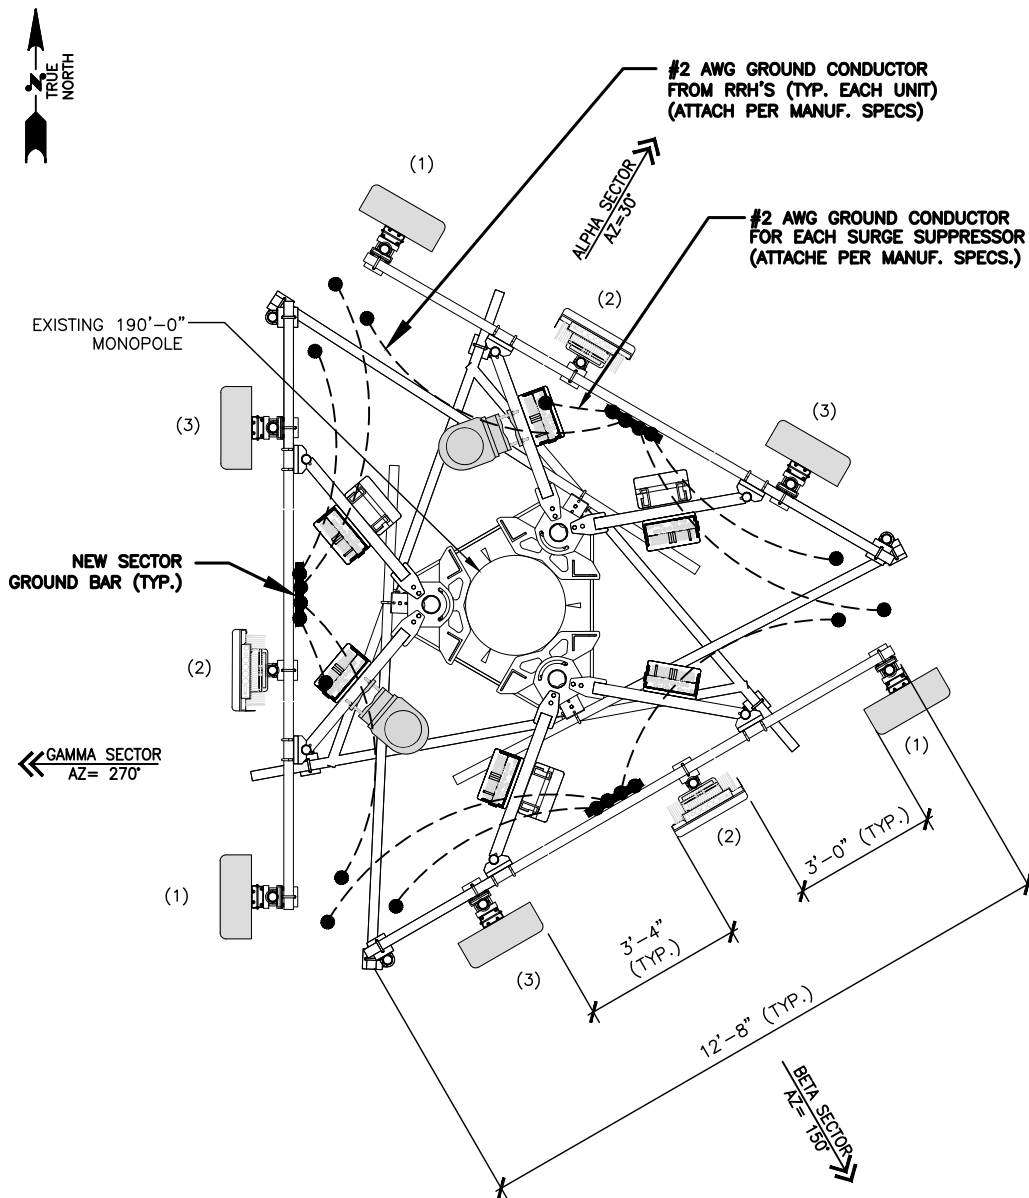 TRUE
NORTH
N
#2 AWG GROUND CONDUCTOR
FROM RRH'S (TYP. EACH UNIT)
(ATTACH PER MANUF. SPECS)
(1)
ALPHA SECTOR
AZ=30°
#2 AWG GROUND CONDUCTOR
FOR EACH SURGE SUPPRESSOR
(ATTACHE PER MANUF. SPECS.)
(2)
EXISTING 190'-0"
MONOPOLE
(3)
(3)
NEW SECTOR
GROUND BAR (TYP.)
(2)
GAMMA SECTOR
AZ= 270°
(1)
(1)
(2)
3'-0" (TYP.)
3'-4"
(TYP.)
(3)
12'-8" (TYP.)
BETA SECTOR
AZ= 150°